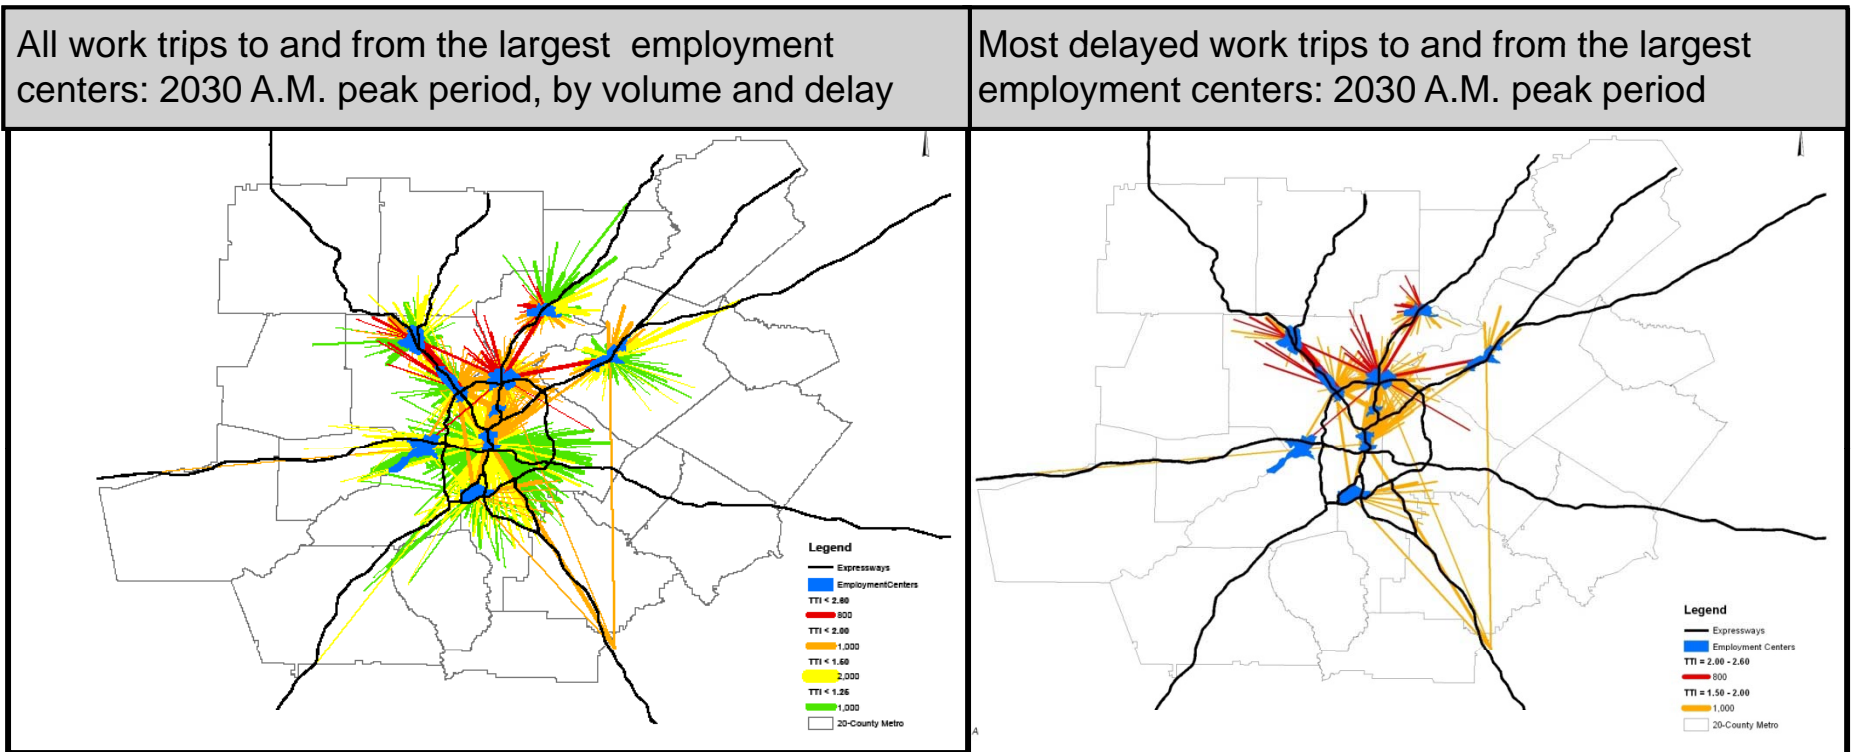 All work trips to and from the largest employment
centers: 2030 A.M. peak period, by volume and delay
Most delayed work trips to and from the largest
employment centers: 2030 A.M. peak period
Legend
Expressways
EmploymentCenters
TTI < 2.60
800
TTI < 2.00
1,000
TTI < 1.50
2,000
TTI < 1.25
1,000
20-County Metro
Legend
Expressways
Employment Centers
TTI = 2.00 - 2.60
800
TTI = 1.50 - 2.00
1,000
20-County Metro
A